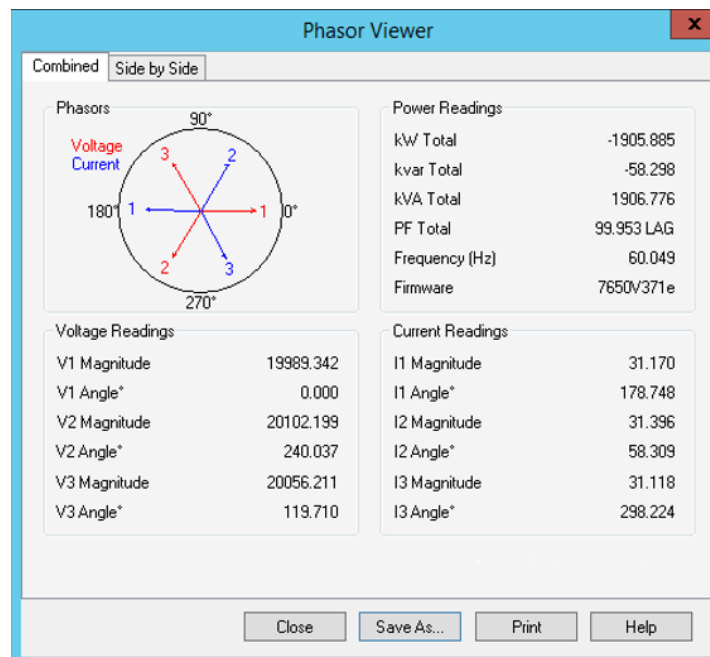 Phasor Viewer
x
Combined Side by Side
Phasors
90°
Voltage
Current
3
2
180°
1
1
0°
2
3
270°
Power Readings
kW Total -1905.885
kvar Total -58.298
kVA Total 1906.776
PF Total 99.953 LAG
Frequency (Hz) 60.049
Firmware 7650V371e
Voltage Readings
V1 Magnitude 19989.342
V1 Angle° 0.000
V2 Magnitude 20102.199
V2 Angle° 240.037
V3 Magnitude 20056.211
V3 Angle° 119.710
Current Readings
I1 Magnitude 31.170
I1 Angle° 178.748
I2 Magnitude 31.396
I2 Angle° 58.309
I3 Magnitude 31.118
I3 Angle° 298.224
Close Save As... Print Help